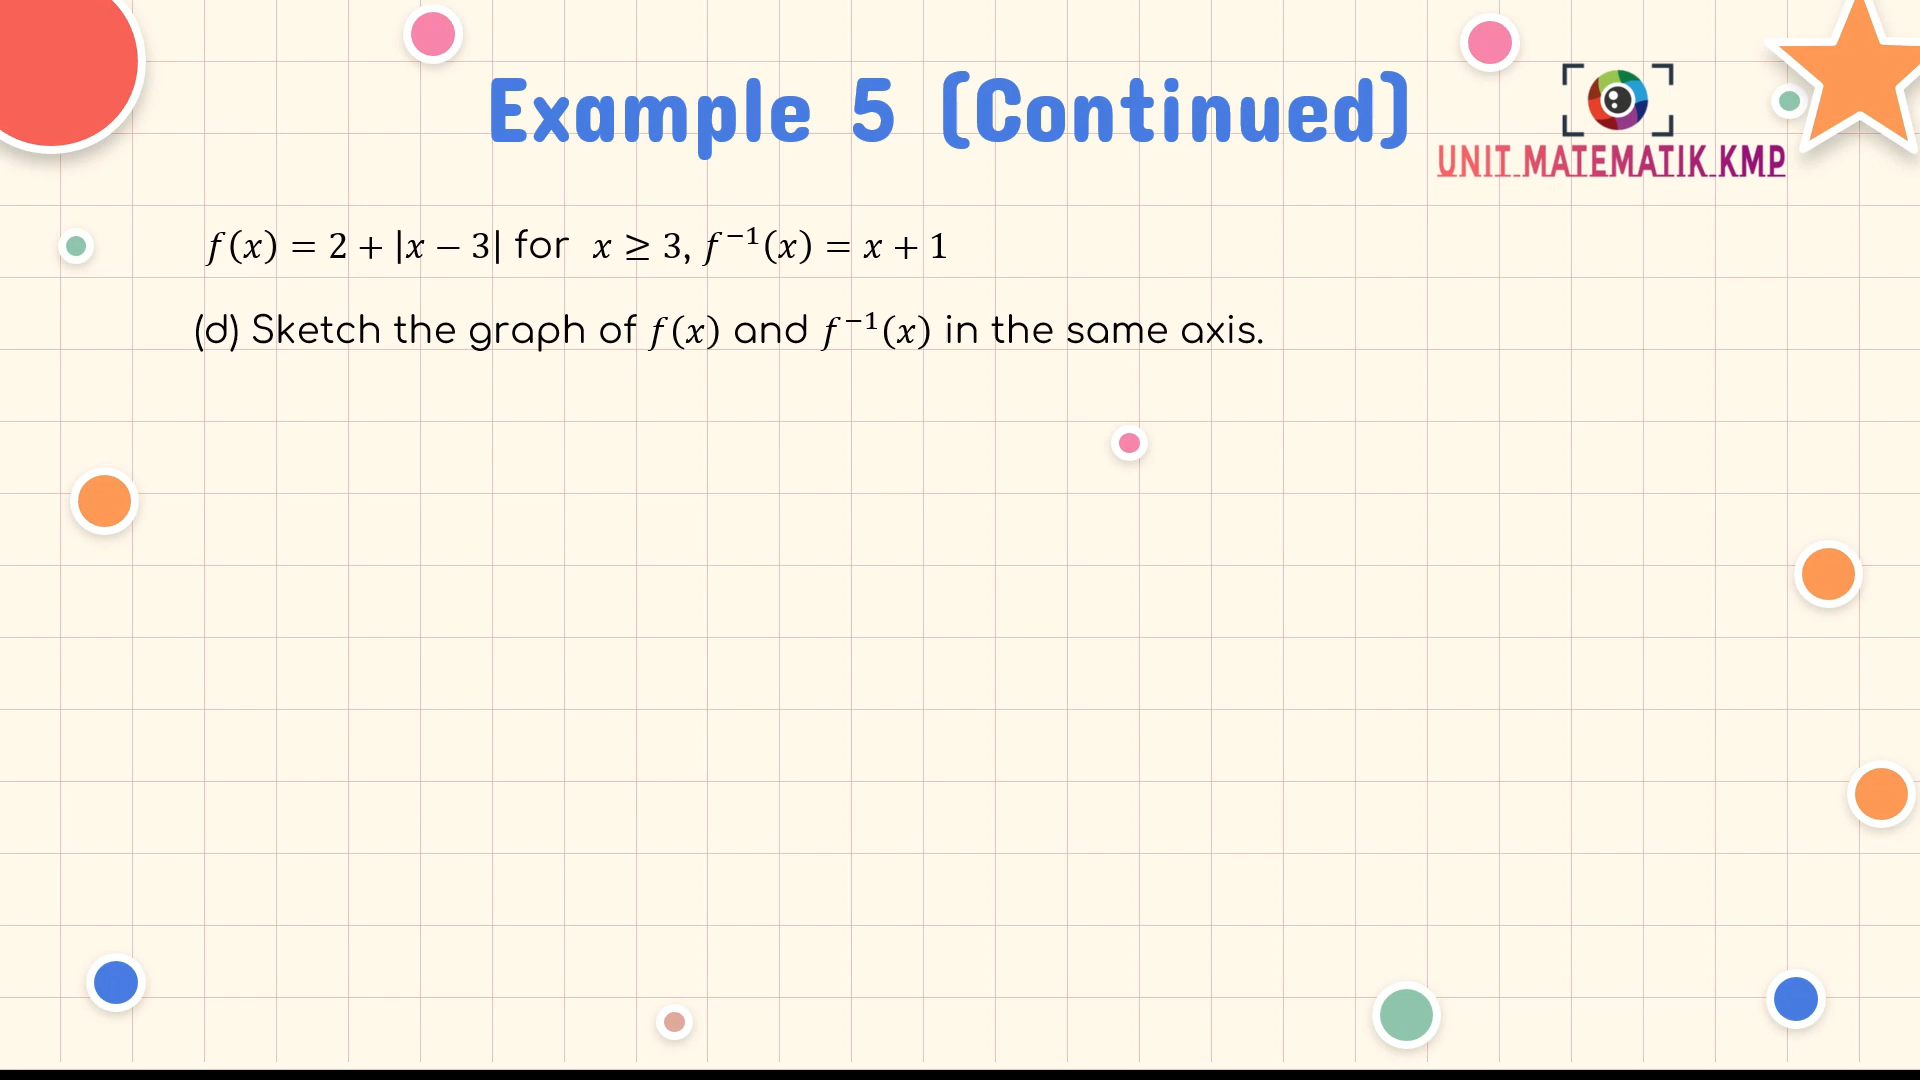 Example 5 (Continued)
UNIT.MATEMATIK.KMP
f(x) = 2 + |x − 3| for x ≥ 3, f⁻¹(x) = x + 1
(d) Sketch the graph of f(x) and f⁻¹(x) in the same axis.